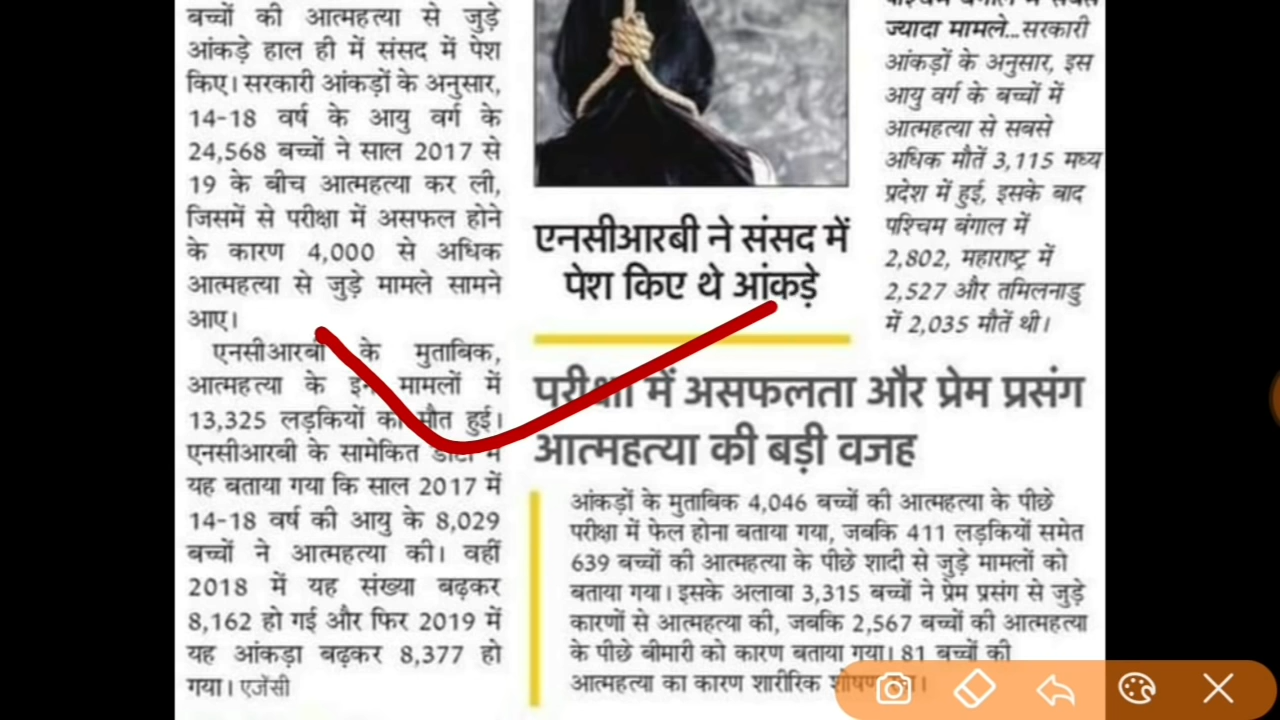 बच्चों की आत्महत्या से जुड़े
आंकड़े हाल ही में संसद में पेश
किए। सरकारी आंकड़ों के अनुसार,
14-18 वर्ष के आयु वर्ग के
24,568 बच्चों ने साल 2017 से
19 के बीच आत्महत्या कर ली,
जिसमें से परीक्षा में असफल होने
के कारण 4,000 से अधिक
आत्महत्या से जुड़े मामले सामने
आए।
एनसीआरबी के मुताबिक,
आत्महत्या के इन मामलों में
13,325 लड़कियों की मौत हुई।
एनसीआरबी के सामेकित डाटा में
यह बताया गया कि साल 2017 में
14-18 वर्ष की आयु के 8,029
बच्चों ने आत्महत्या की। वहीं
2018 में यह संख्या बढ़कर
8,162 हो गई और फिर 2019 में
यह आंकड़ा बढ़कर 8,377 हो
गया। एजेंसी
एनसीआरबी ने संसद में
पेश किए थे आंकड़े
पश्चिम बंगाल में सबसे
ज्यादा मामले...सरकारी
आंकड़ों के अनुसार, इस
आयु वर्ग के बच्चों में
आत्महत्या से सबसे
अधिक मौतें 3,115 मध्य
प्रदेश में हुई, इसके बाद
पश्चिम बंगाल में
2,802, महाराष्ट्र में
2,527 और तमिलनाडु
में 2,035 मौतें थी।
परीक्षा में असफलता और प्रेम प्रसंग
आत्महत्या की बड़ी वजह
आंकड़ों के मुताबिक 4,046 बच्चों की आत्महत्या के पीछे
परीक्षा में फेल होना बताया गया, जबकि 411 लड़कियों समेत
639 बच्चों की आत्महत्या के पीछे शादी से जुड़े मामलों को
बताया गया। इसके अलावा 3,315 बच्चों ने प्रेम प्रसंग से जुड़े
कारणों से आत्महत्या की, जबकि 2,567 बच्चों की आत्महत्या
के पीछे बीमारी को कारण बताया गया। 81 बच्चों की
आत्महत्या का कारण शारीरिक शोषण था।